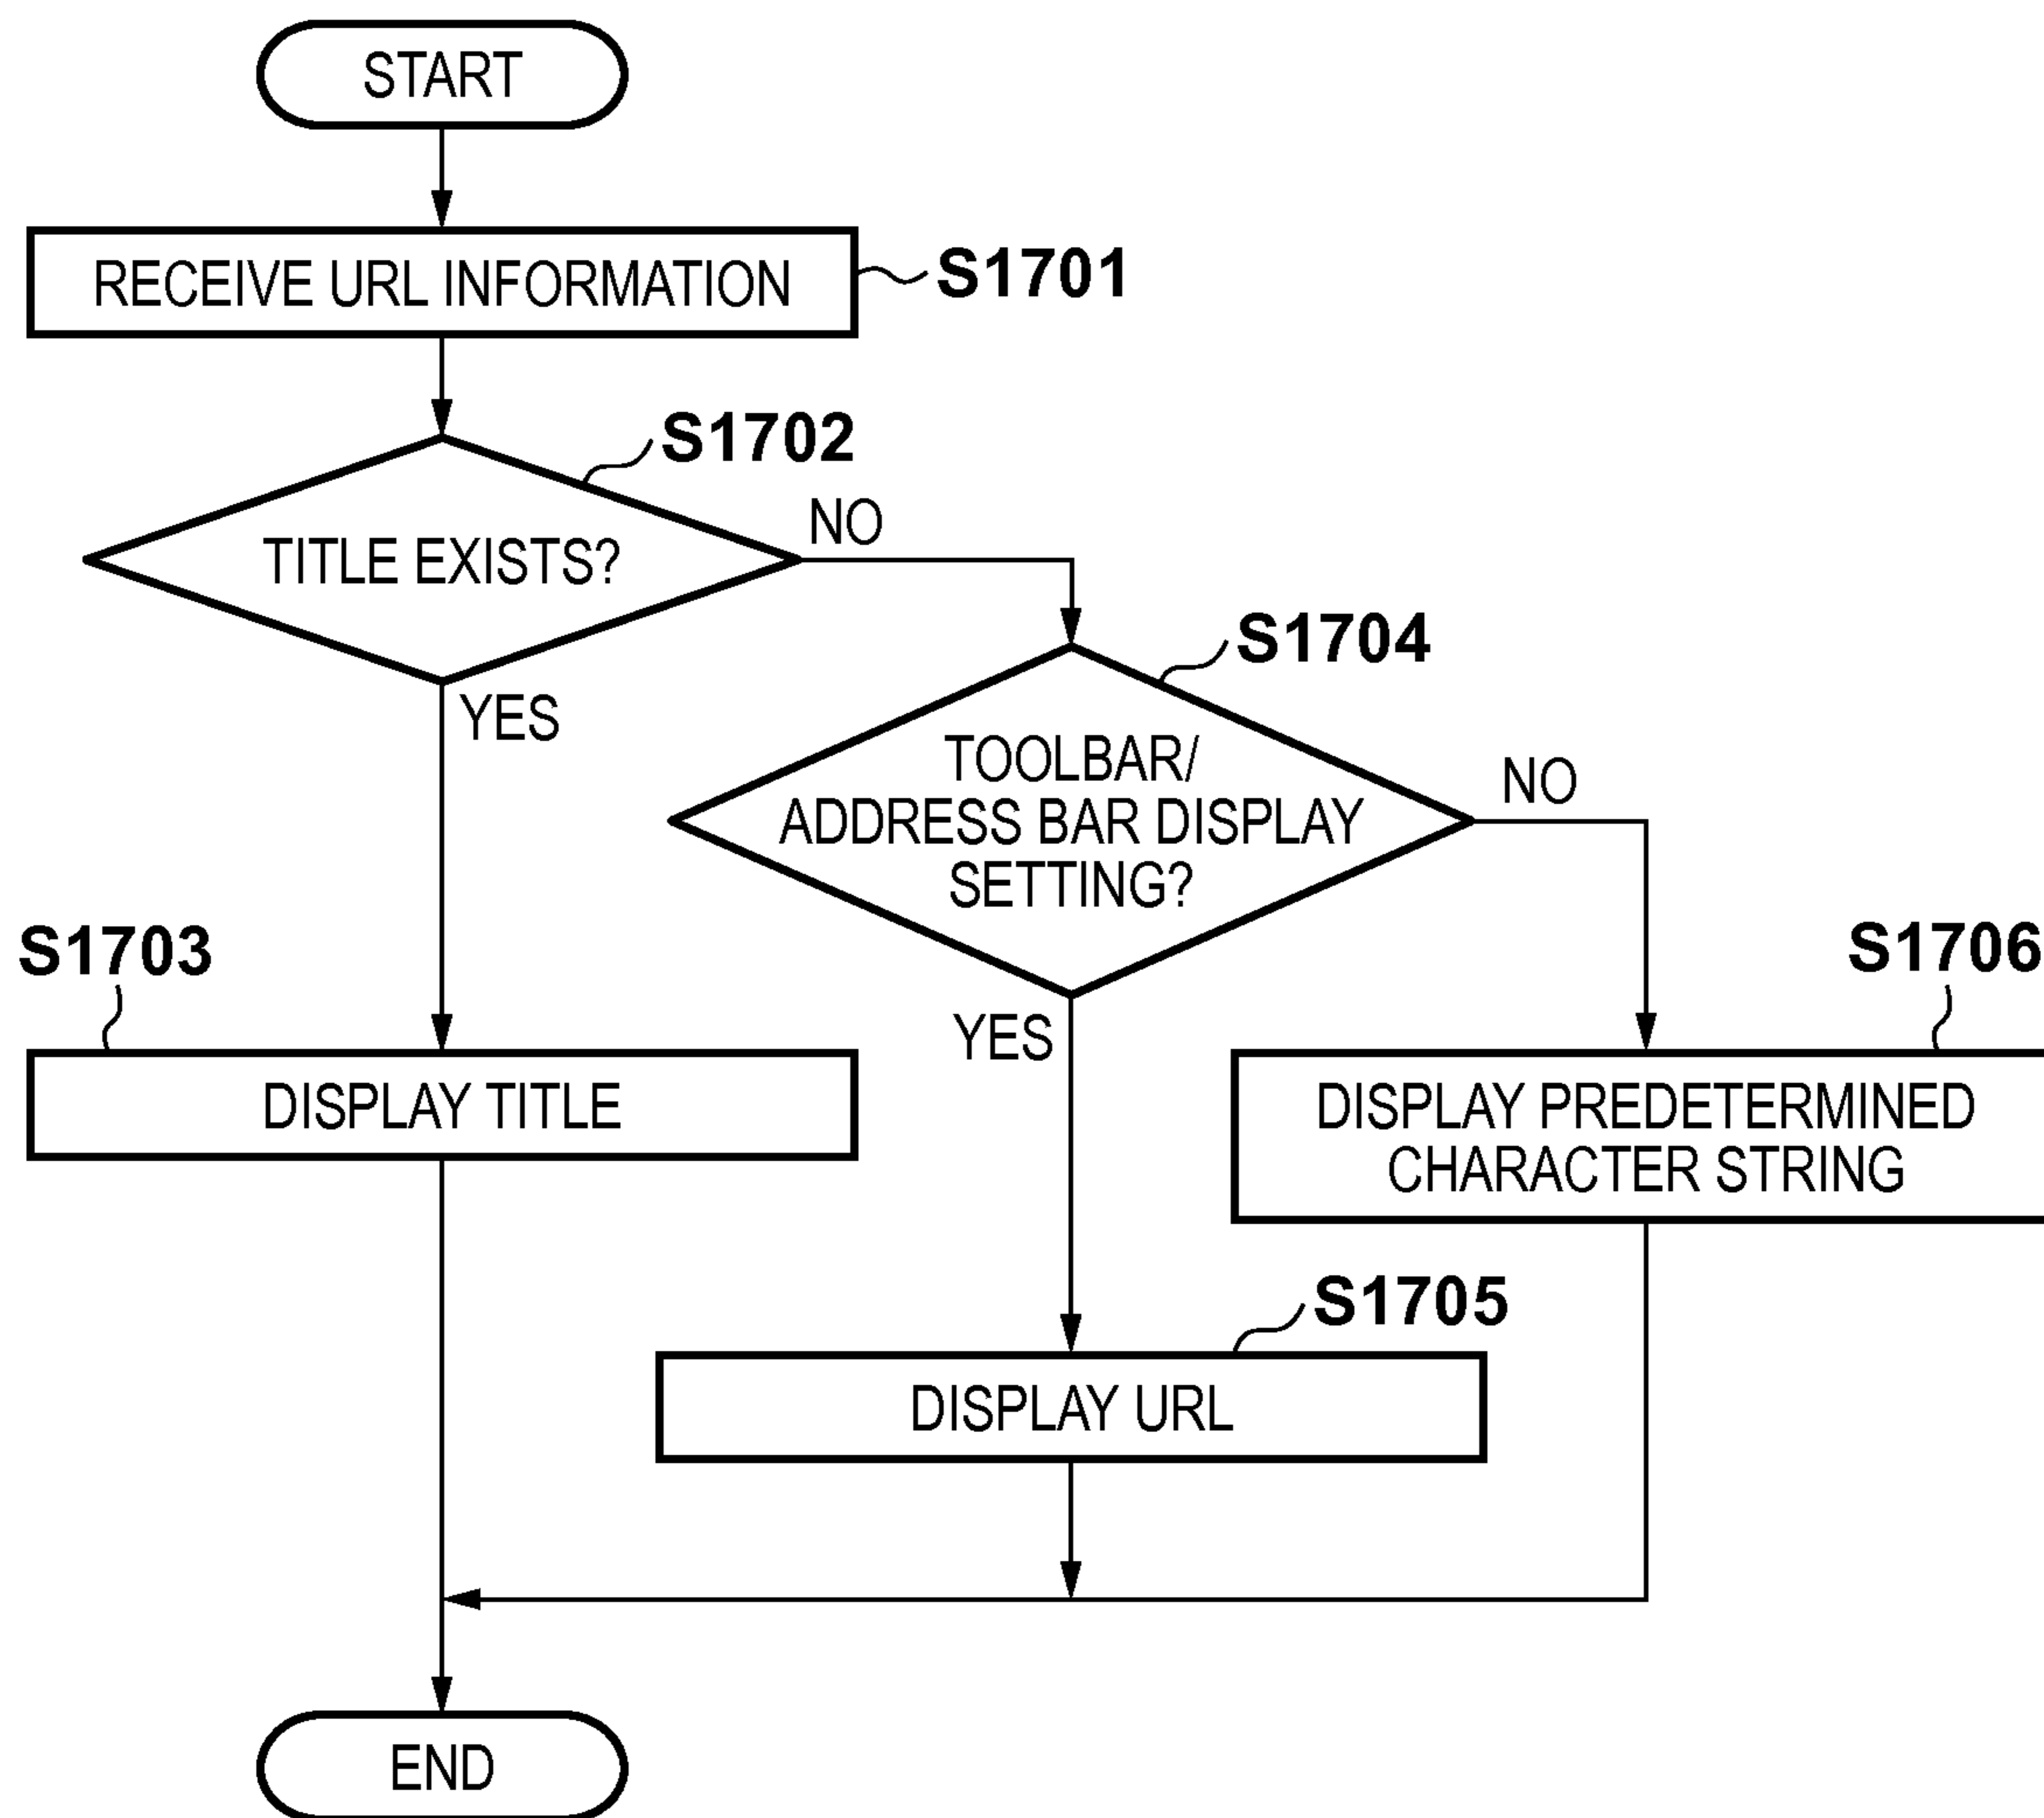 START
RECEIVE URL INFORMATION
S1701
S1702
TITLE EXISTS?
NO
YES
S1704
TOOLBAR/
ADDRESS BAR DISPLAY
SETTING?
NO
YES
S1703
DISPLAY TITLE
S1706
DISPLAY PREDETERMINED
CHARACTER STRING
S1705
DISPLAY URL
END